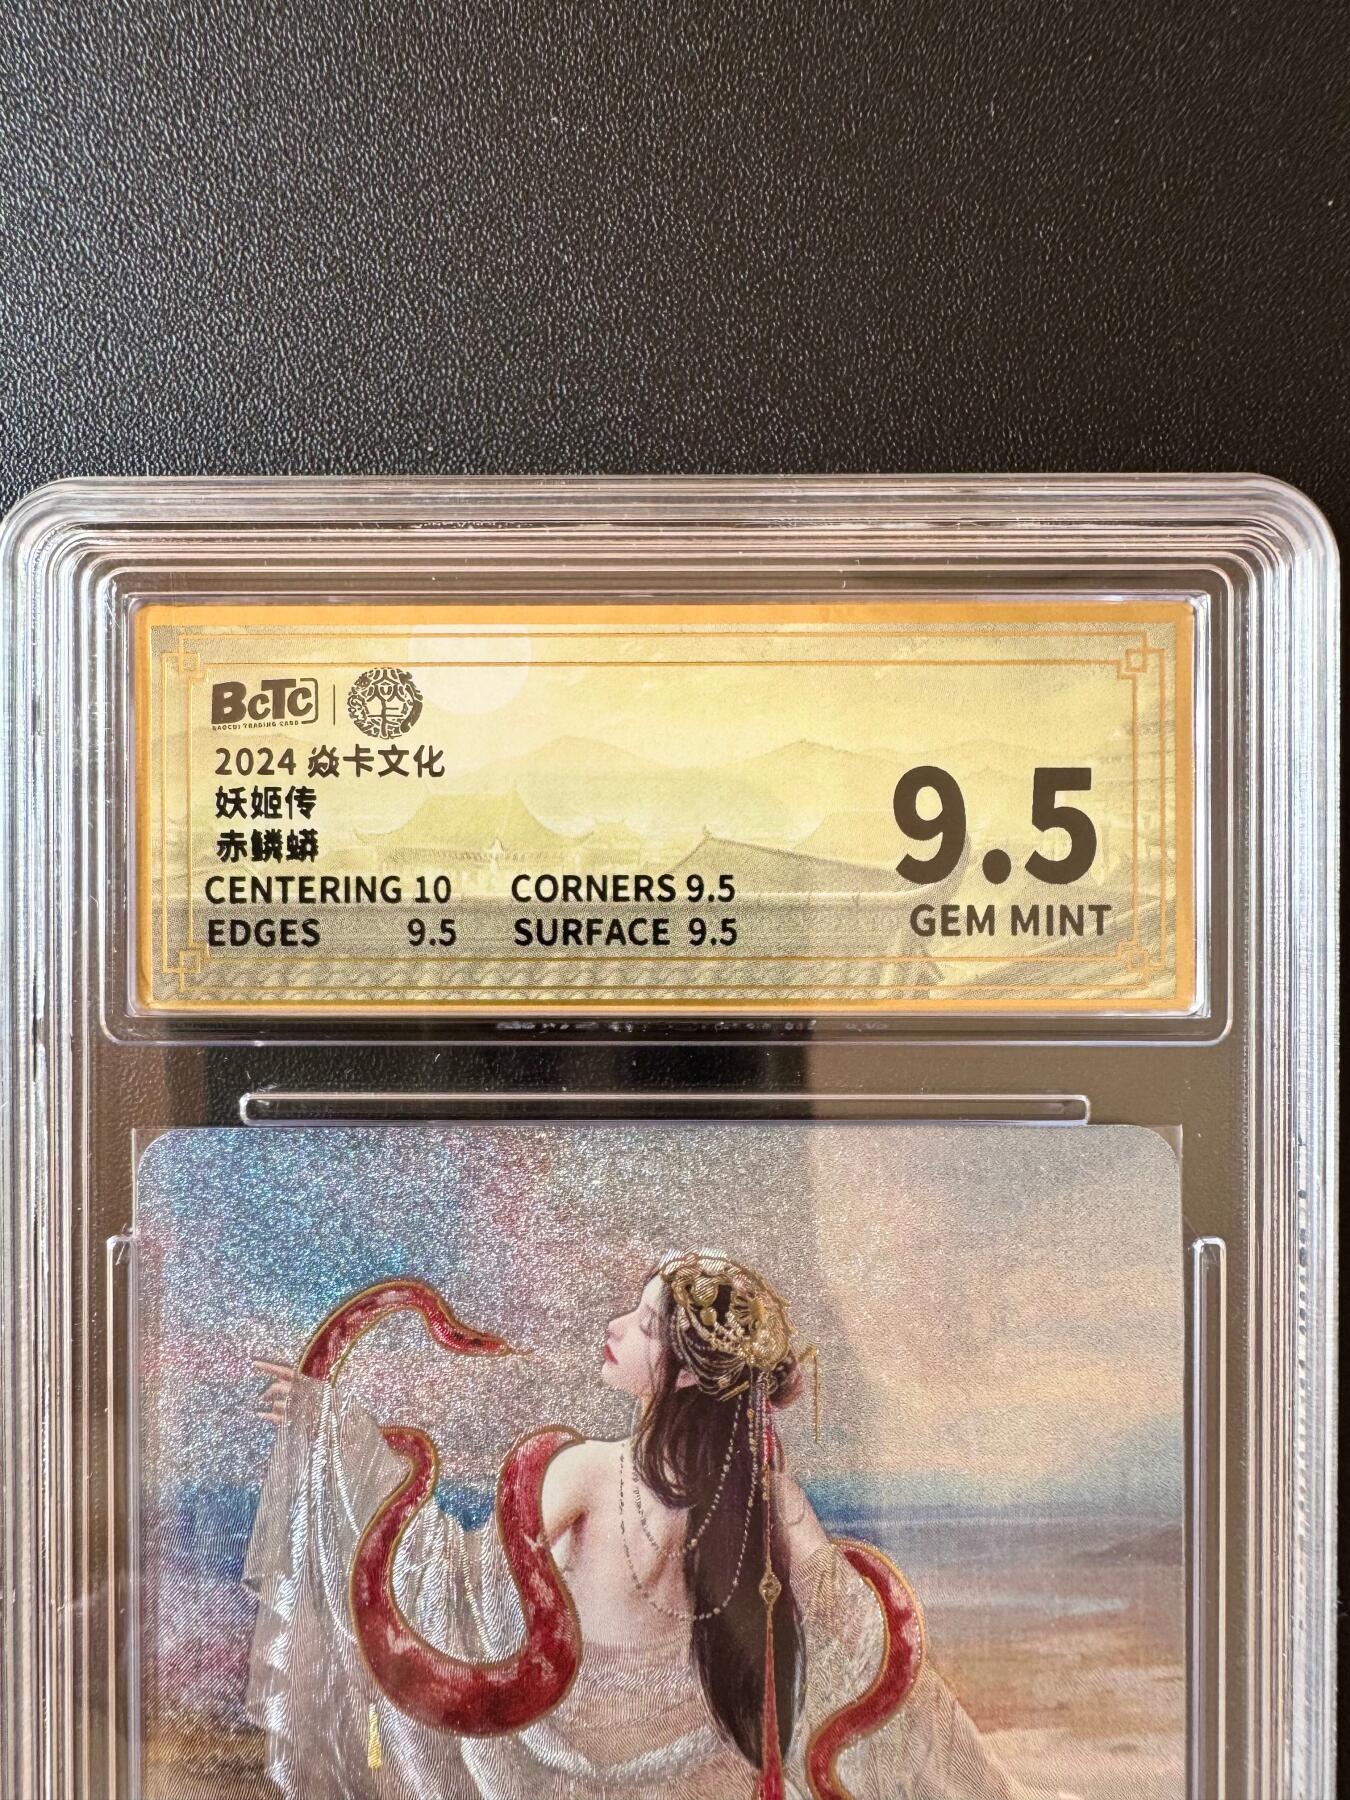 BCTC
BAOCUI TRADING CARD
2024 焱卡文化
妖姬传
赤鳞蟒
CENTERING 10 CORNERS 9.5
EDGES 9.5 SURFACE 9.5
9.5
GEM MINT